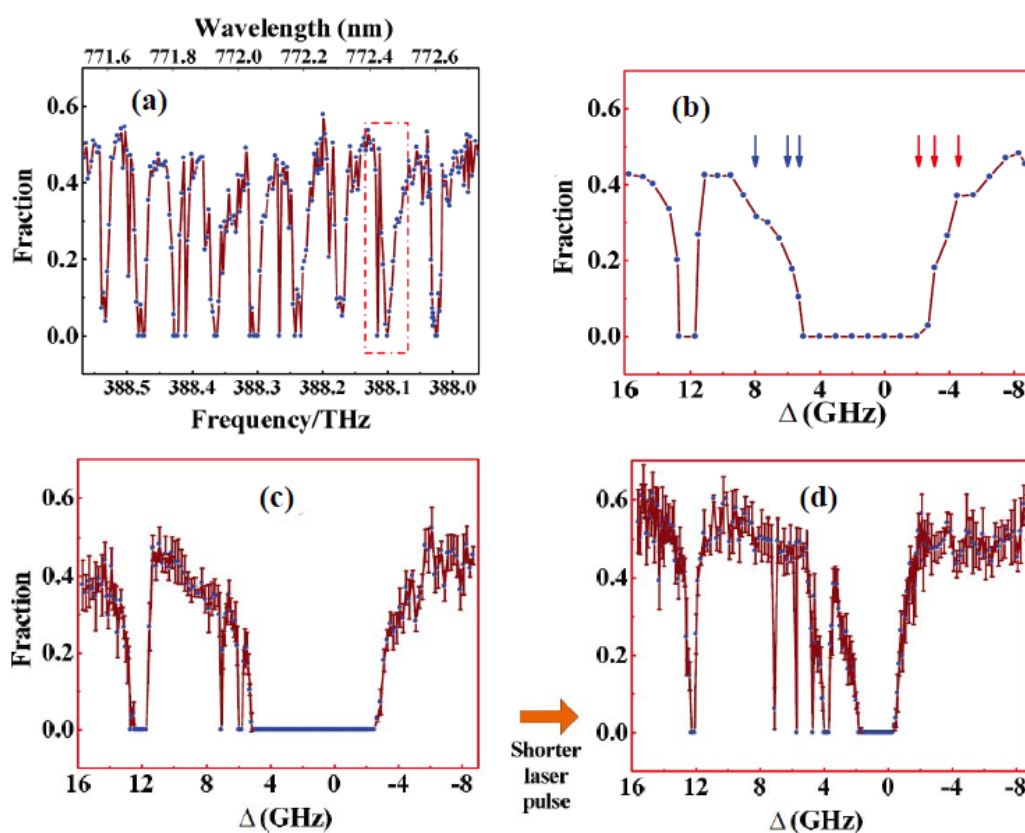 Wavelength (nm)
771.6 771.8 772.0 772.2 772.4 772.6
(a)
Fraction
0.6
0.4
0.2
0.0
388.5 388.4 388.3 388.2 388.1 388.0
Frequency/THz
(b)
Fraction
0.6
0.4
0.2
0.0
16 12 8 4 0 -4 -8
Δ (GHz)
(c)
Fraction
0.6
0.4
0.2
0.0
16 12 8 4 0 -4 -8
Δ (GHz)
Shorter
laser
pulse
(d)
Fraction
0.6
0.4
0.2
0.0
16 12 8 4 0 -4 -8
Δ (GHz)